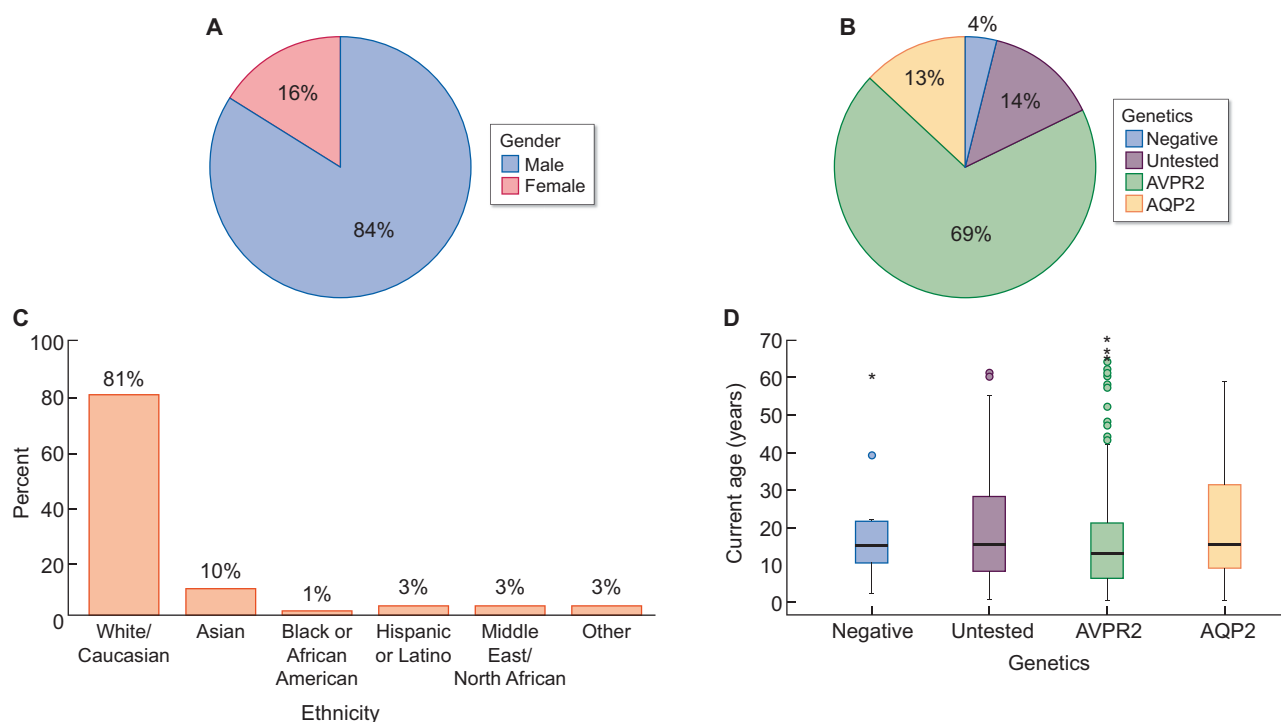 A
16%
84%
Gender
Male
Female
B
4%
13%
14%
69%
Genetics
Negative
Untested
AVPR2
AQP2
C
100
80
60
40
20
0
Percent
81%
10%
1%
3%
3%
3%
White/
Caucasian
Asian
Black or
African
American
Hispanic
or Latino
Middle
East/
North African
Other
Ethnicity
D
70
60
50
40
30
20
10
0
Current age (years)
*
*
*
*
Negative
Untested
AVPR2
AQP2
Genetics